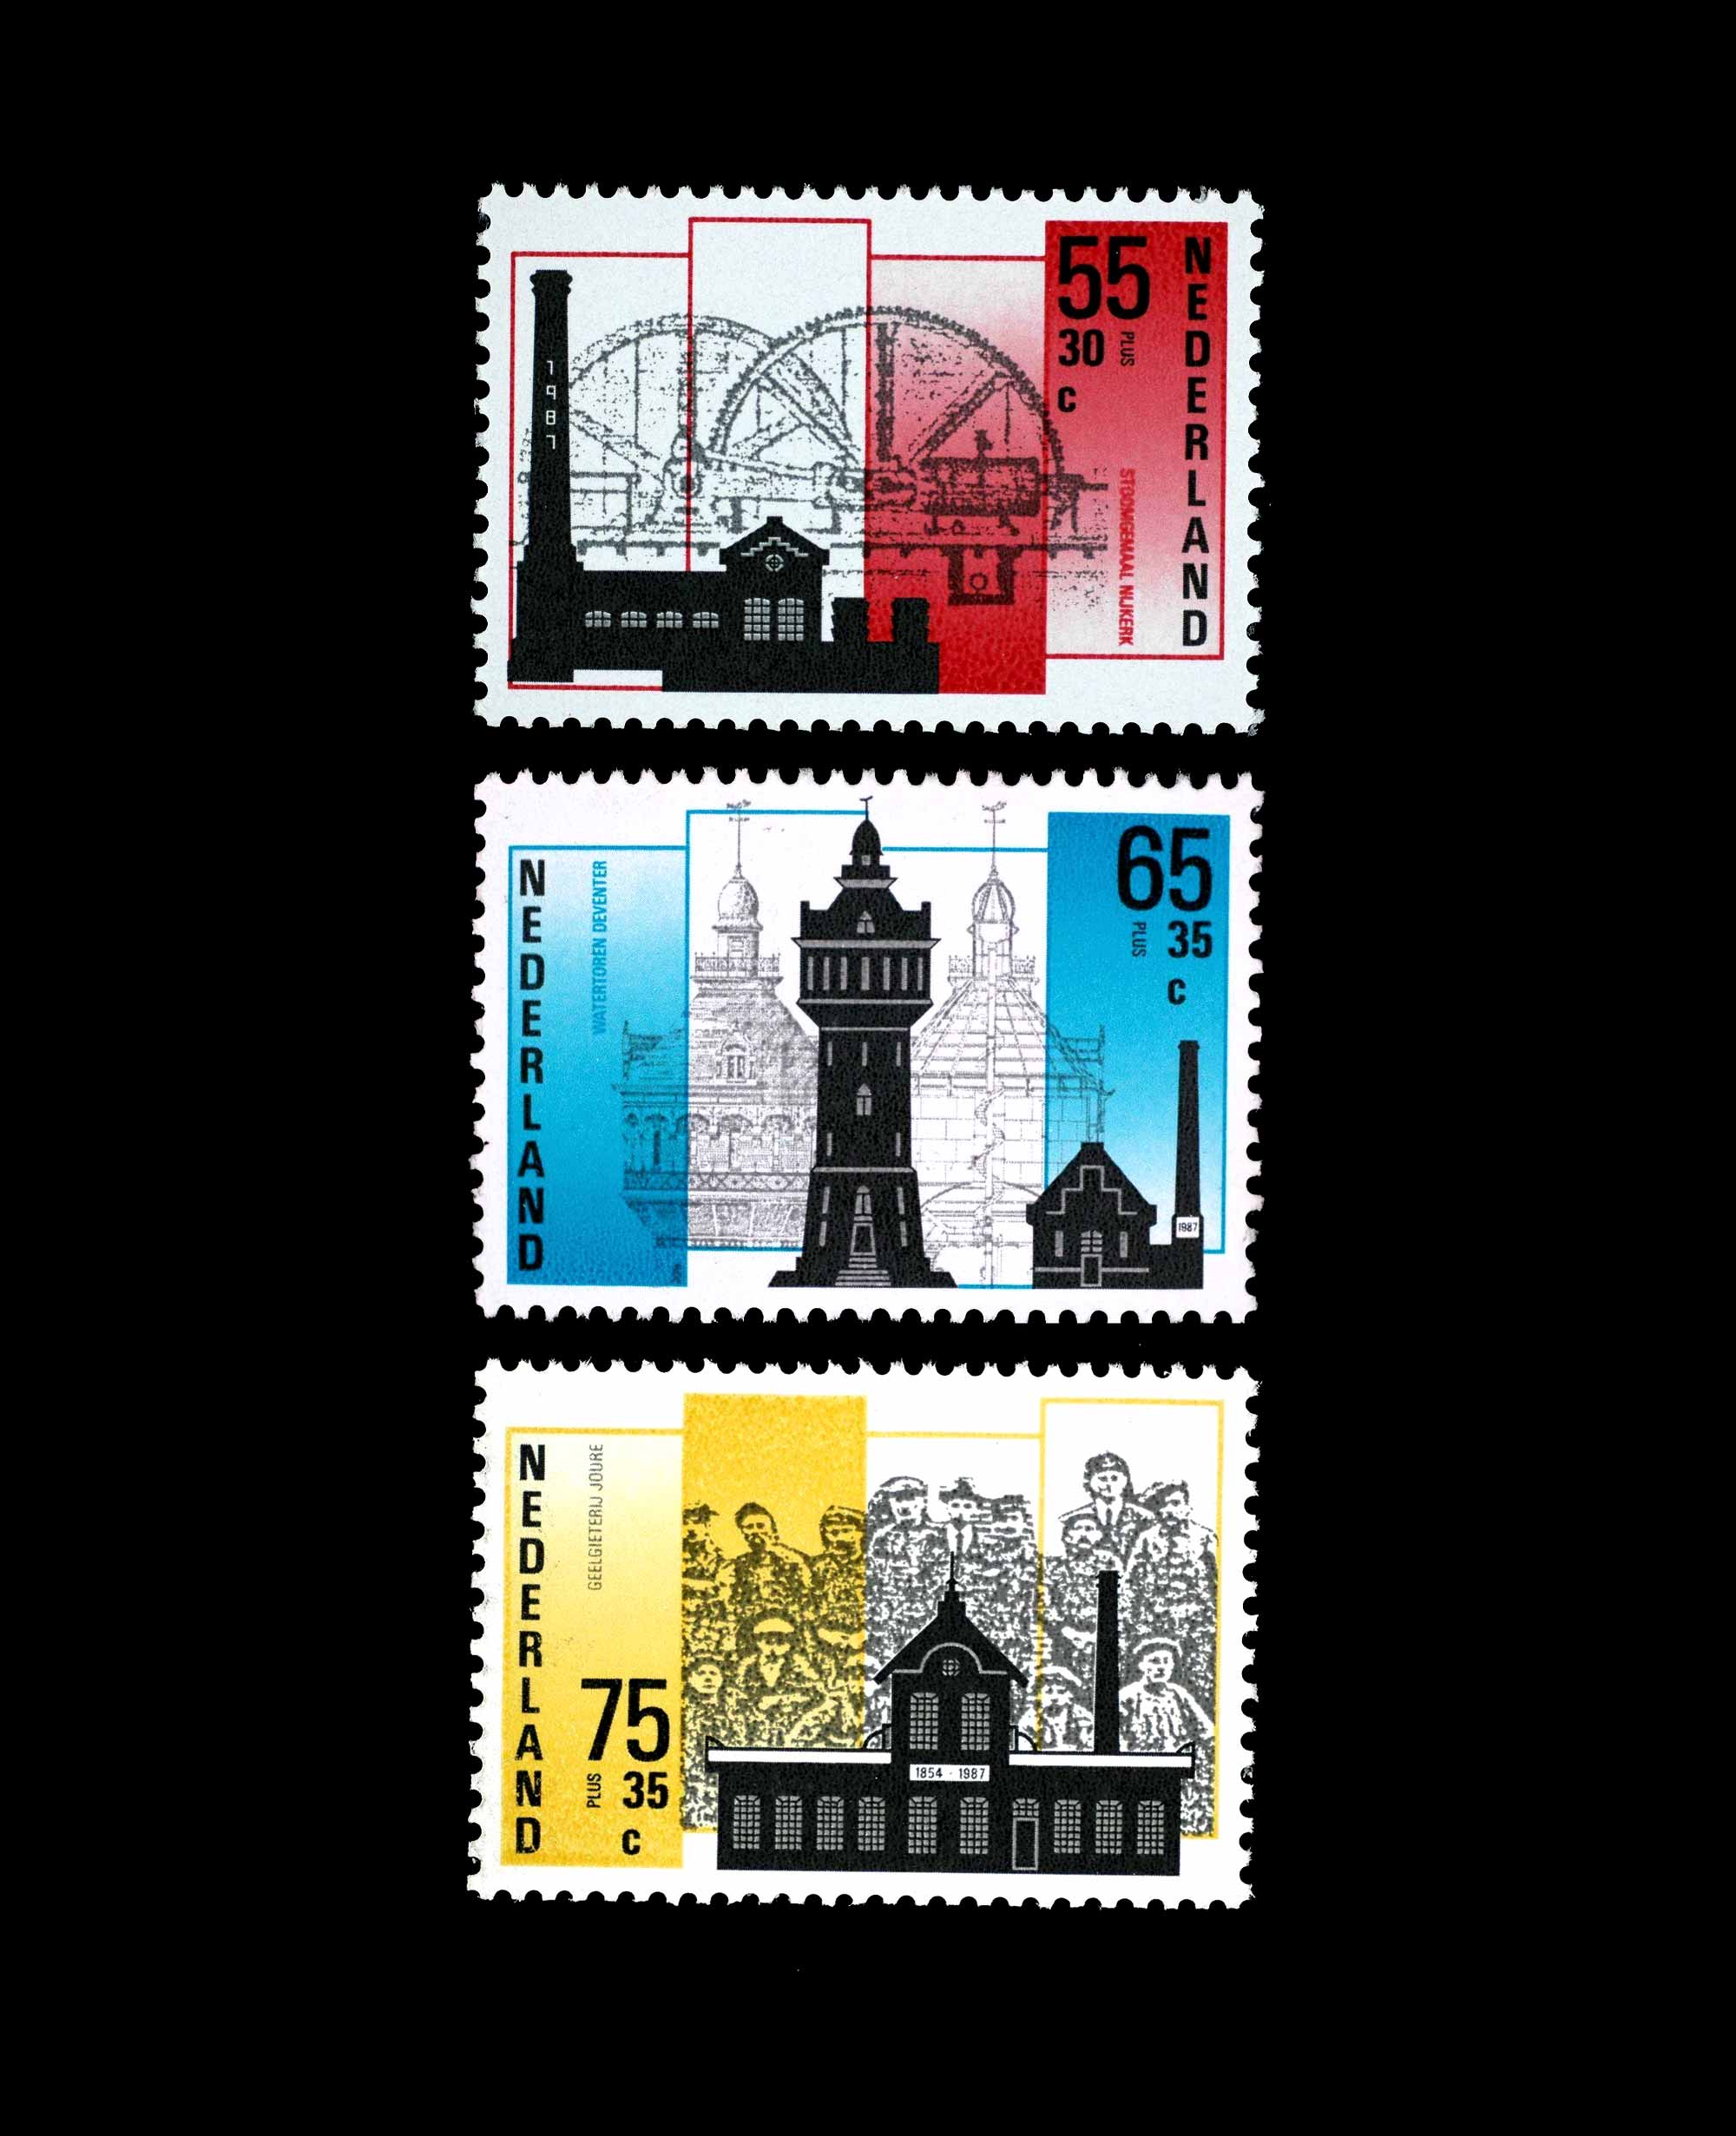 1987
55
30 PLUS
C
STOOMGEMAAL NIJKERK
NEDERLAND
NEDERLAND
WATERTOREN DEVENTER
65
PLUS 35
C
1987
NEDERLAND
GEELGIETERIJ JOURE
75
PLUS 35
C
1854 - 1987